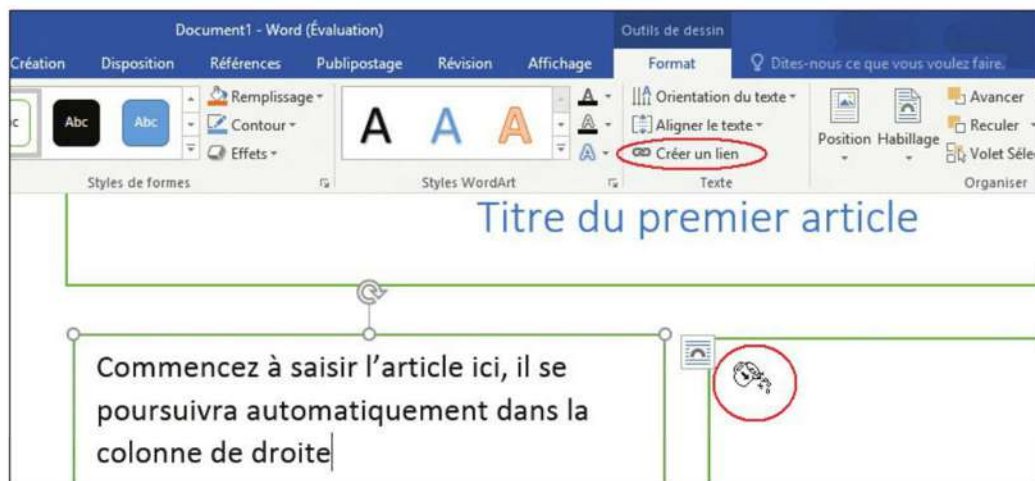 Document1 - Word (Évaluation)
Outils de dessin
Création Disposition Références Publipostage Révision Affichage Format Dites-nous ce que vous voulez faire.
Abc Abc
Remplissage
Contour
Effets
Styles de formes
A A A
A
A
A
Styles WordArt
Orientation du texte
Aligner le texte
Créer un lien
Texte
Position Habillage
Avancer
Reculer
Volet Séle
Organiser
Titre du premier article
Commencez à saisir l'article ici, il se
poursuivra automatiquement dans la
colonne de droite